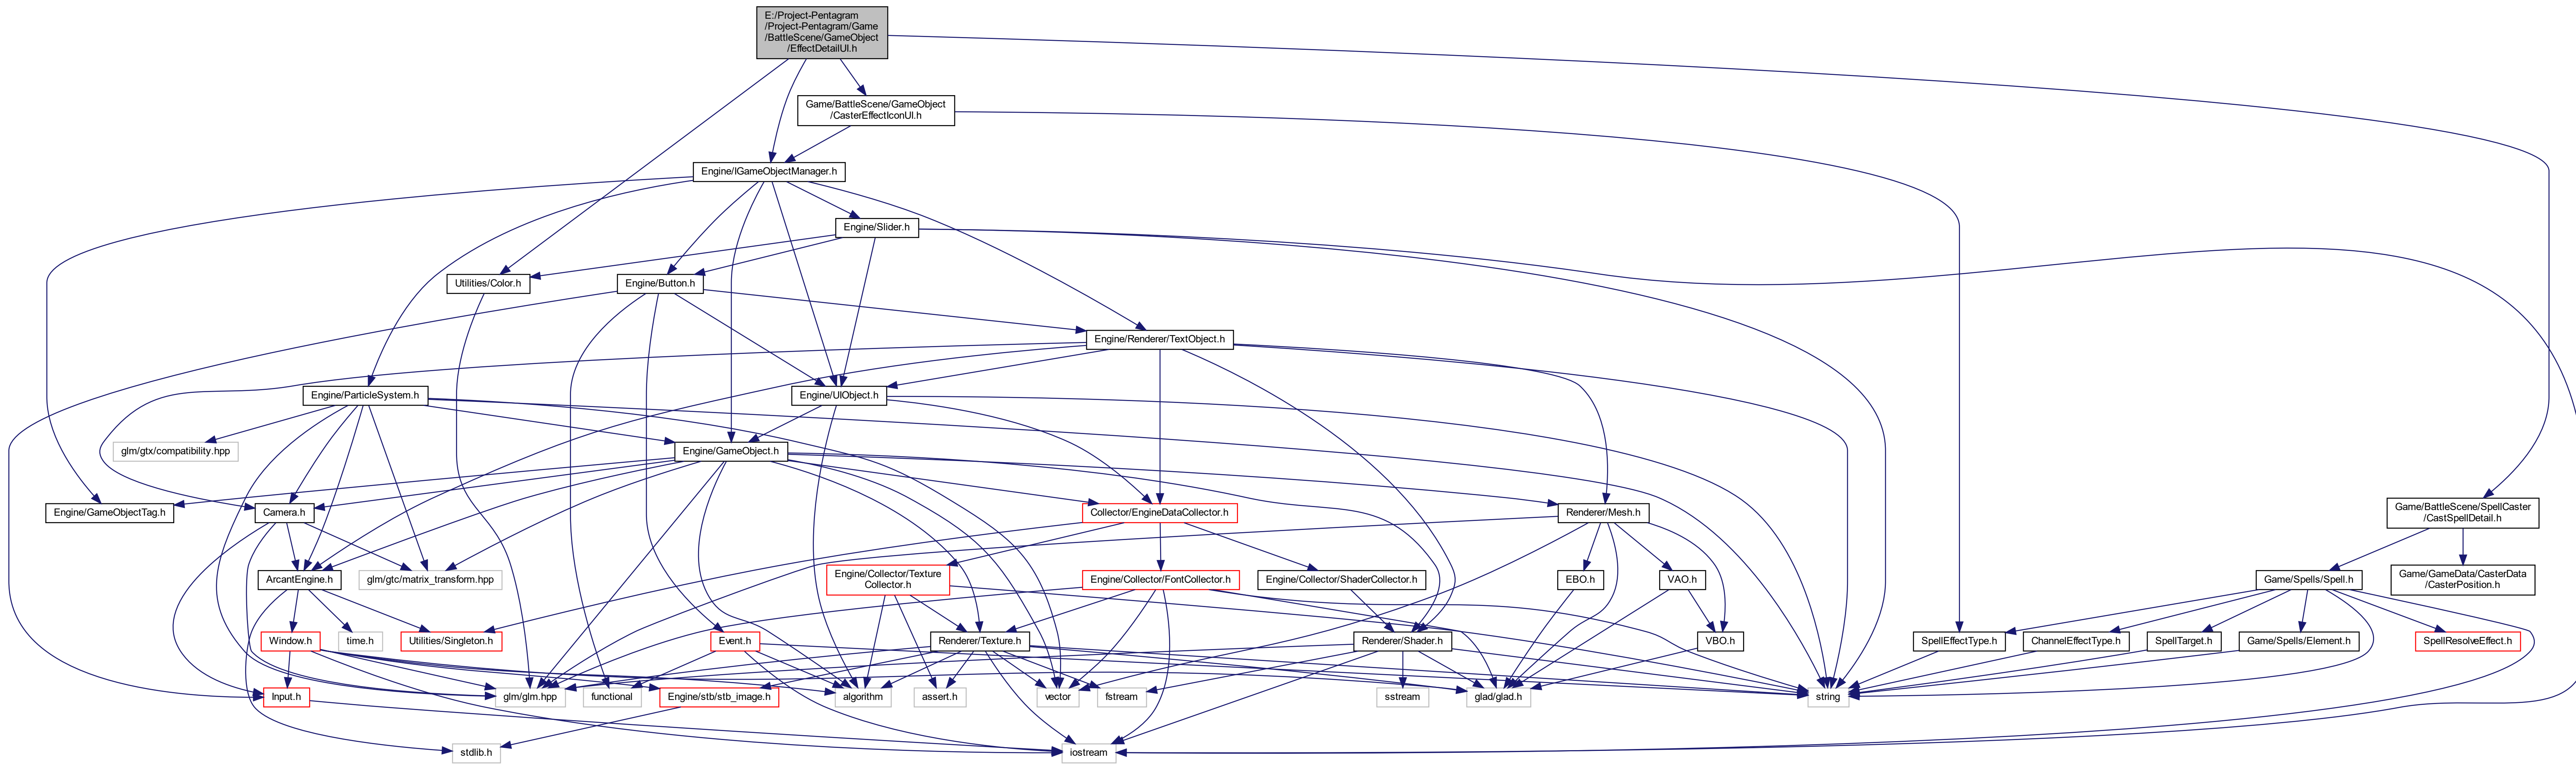 E:/Project-Pentagram
/Project-Pentagram/Game
/BattleScene/GameObject
/EffectDetailUI.h
Game/BattleScene/GameObject
/CasterEffectIconUI.h
Engine/IGameObjectManager.h
Engine/Slider.h
Utilities/Color.h
Engine/Button.h
Engine/Renderer/TextObject.h
Engine/ParticleSystem.h
Engine/UIObject.h
glm/gtx/compatibility.hpp
Engine/GameObject.h
Engine/GameObjectTag.h
Camera.h
Collector/EngineDataCollector.h
Renderer/Mesh.h
Game/BattleScene/SpellCaster
/CastSpellDetail.h
ArcantEngine.h
glm/gtc/matrix_transform.hpp
Engine/Collector/Texture
Collector.h
Engine/Collector/FontCollector.h
Engine/Collector/ShaderCollector.h
EBO.h
VAO.h
Game/Spells/Spell.h
Game/GameData/CasterData
/CasterPosition.h
Window.h
time.h
Utilities/Singleton.h
Event.h
Renderer/Texture.h
Renderer/Shader.h
VBO.h
SpellEffectType.h
ChannelEffectType.h
SpellTarget.h
Game/Spells/Element.h
SpellResolveEffect.h
Input.h
glm/glm.hpp
functional
Engine/stb/stb_image.h
algorithm
assert.h
vector
fstream
sstream
glad/glad.h
string
stdlib.h
iostream